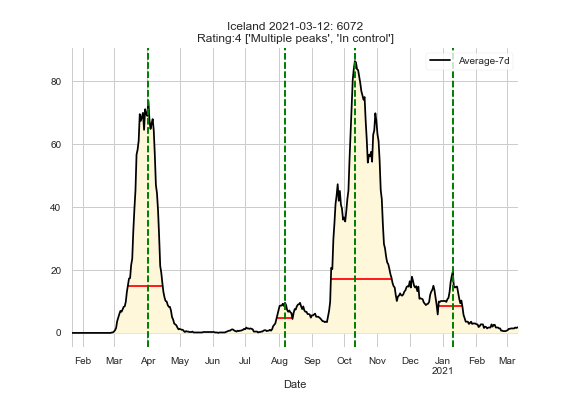 Iceland 2021-03-12: 6072
Rating:4 ['Multiple peaks', 'In control']
Average-7d
80
60
40
20
0
Feb Mar Apr May Jun Jul Aug Sep Oct Nov Dec Jan Feb Mar
2021
Date